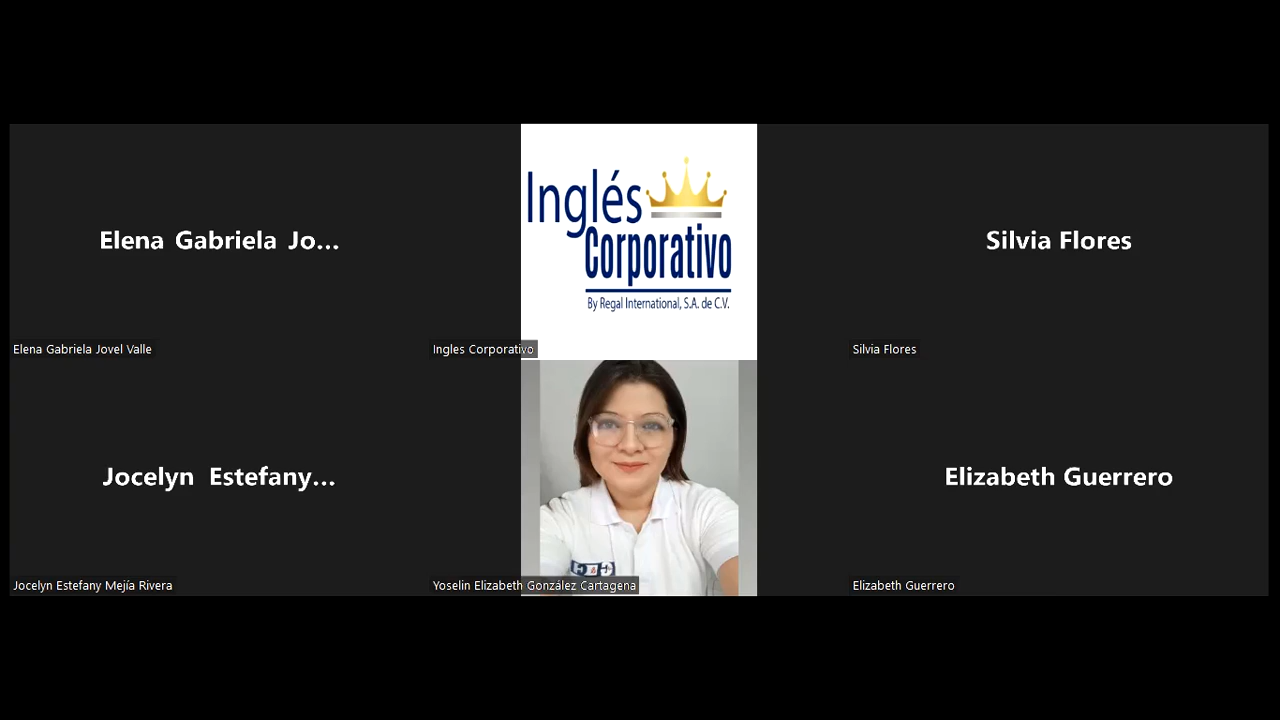 Elena Gabriela Jo...
Elena Gabriela Jovel Valle
Inglés
Corporativo
By Regal International, S.A. de C.V.
Ingles Corporativo
Silvia Flores
Silvia Flores
Jocelyn Estefany...
Jocelyn Estefany Mejía Rivera
Yoselin Elizabeth González Cartagena
Elizabeth Guerrero
Elizabeth Guerrero